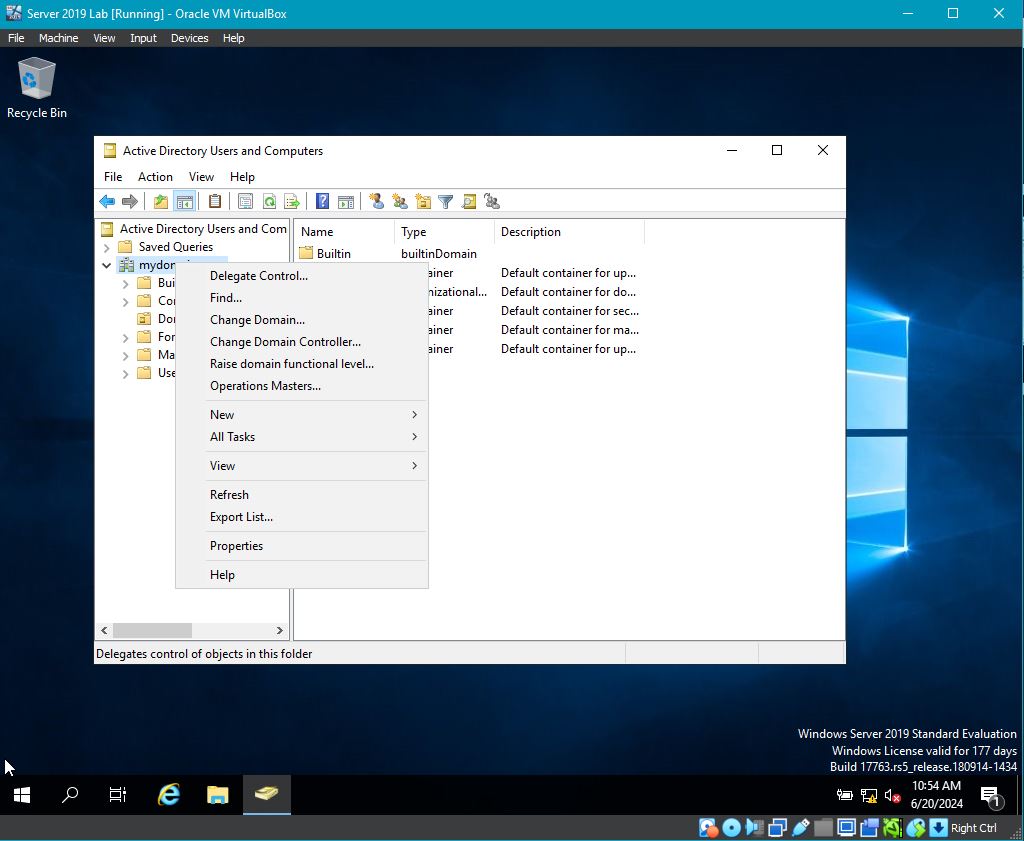 Server 2019 Lab [Running] - Oracle VM VirtualBox
File Machine View Input Devices Help
Recycle Bin
Active Directory Users and Computers
File Action View Help
Active Directory Users and Com
Saved Queries
Name Type Description
Builtin builtinDomain
ainer Default container for up...
nizational... Default container for do...
ainer Default container for sec...
ainer Default container for ma...
ainer Default container for up...
mydom
Bui
Co
Do
For
Ma
Use
Delegate Control...
Find...
Change Domain...
Change Domain Controller...
Raise domain functional level...
Operations Masters...
New
All Tasks
View
Refresh
Export List...
Properties
Help
Delegates control of objects in this folder
Windows Server 2019 Standard Evaluation
Windows License valid for 177 days
Build 17763.rs5_release.180914-1434
10:54 AM
6/20/2024
1
Right Ctrl